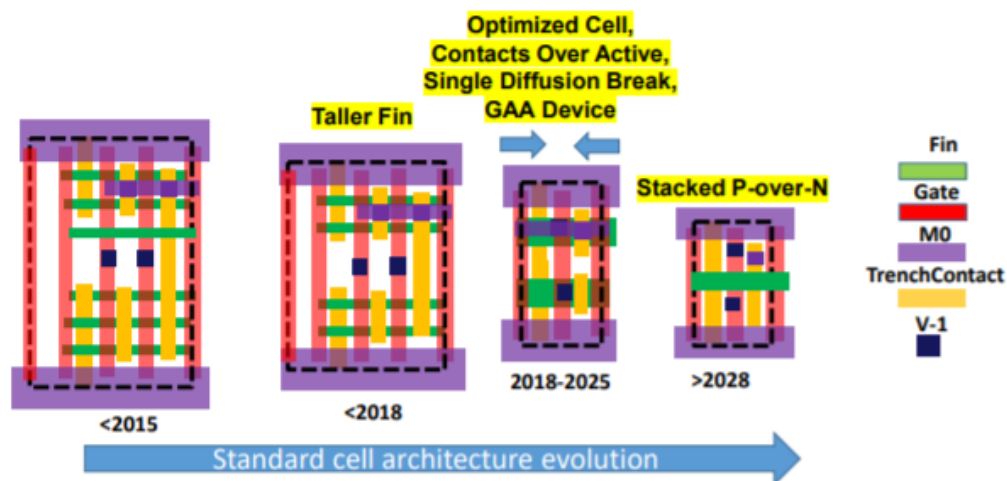 Optimized Cell,
Contacts Over Active,
Single Diffusion Break,
GAA Device
Taller Fin
Stacked P-over-N
Fin
Gate
M0
TrenchContact
V-1
<2015
<2018
2018-2025
>2028
Standard cell architecture evolution